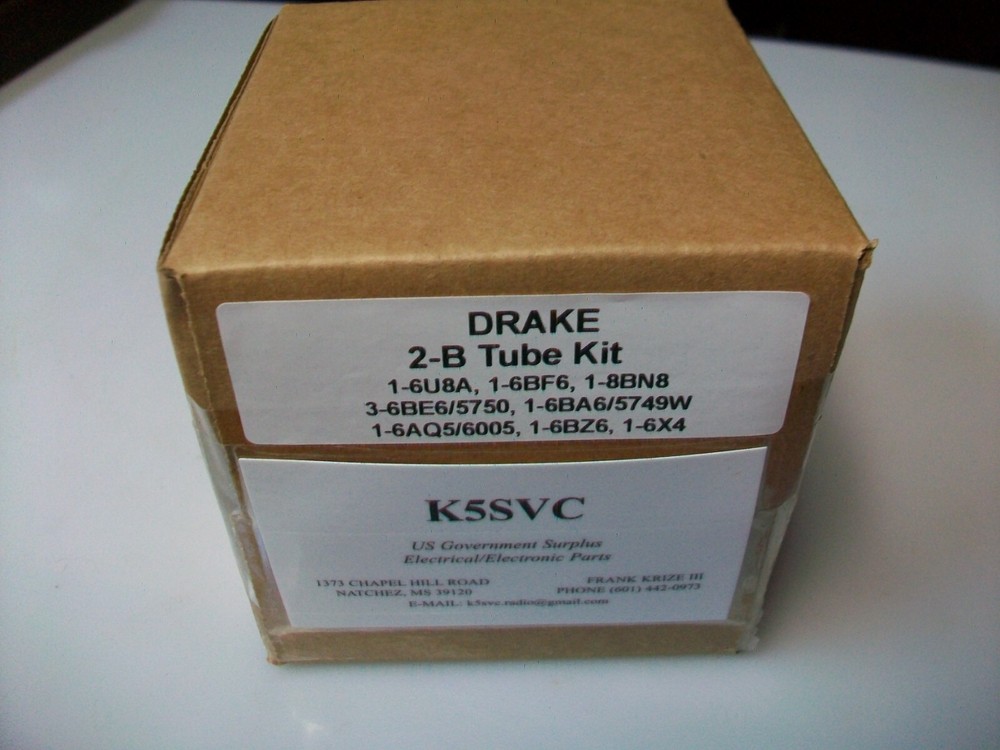 DRAKE
2-B Tube Kit
1-6U8A, 1-6BF6, 1-8BN8
3-6BE6/5750, 1-6BA6/5749W
1-6AQ5/6005, 1-6BZ6, 1-6X4
K5SVC
US Government Surplus
Electrical/Electronic Parts
1373 CHAPEL HILL ROAD FRANK KRIZE III
NATCHEZ, MS 39120 PHONE (601) 442-0973
E-MAIL: k5svc.radio@gmail.com